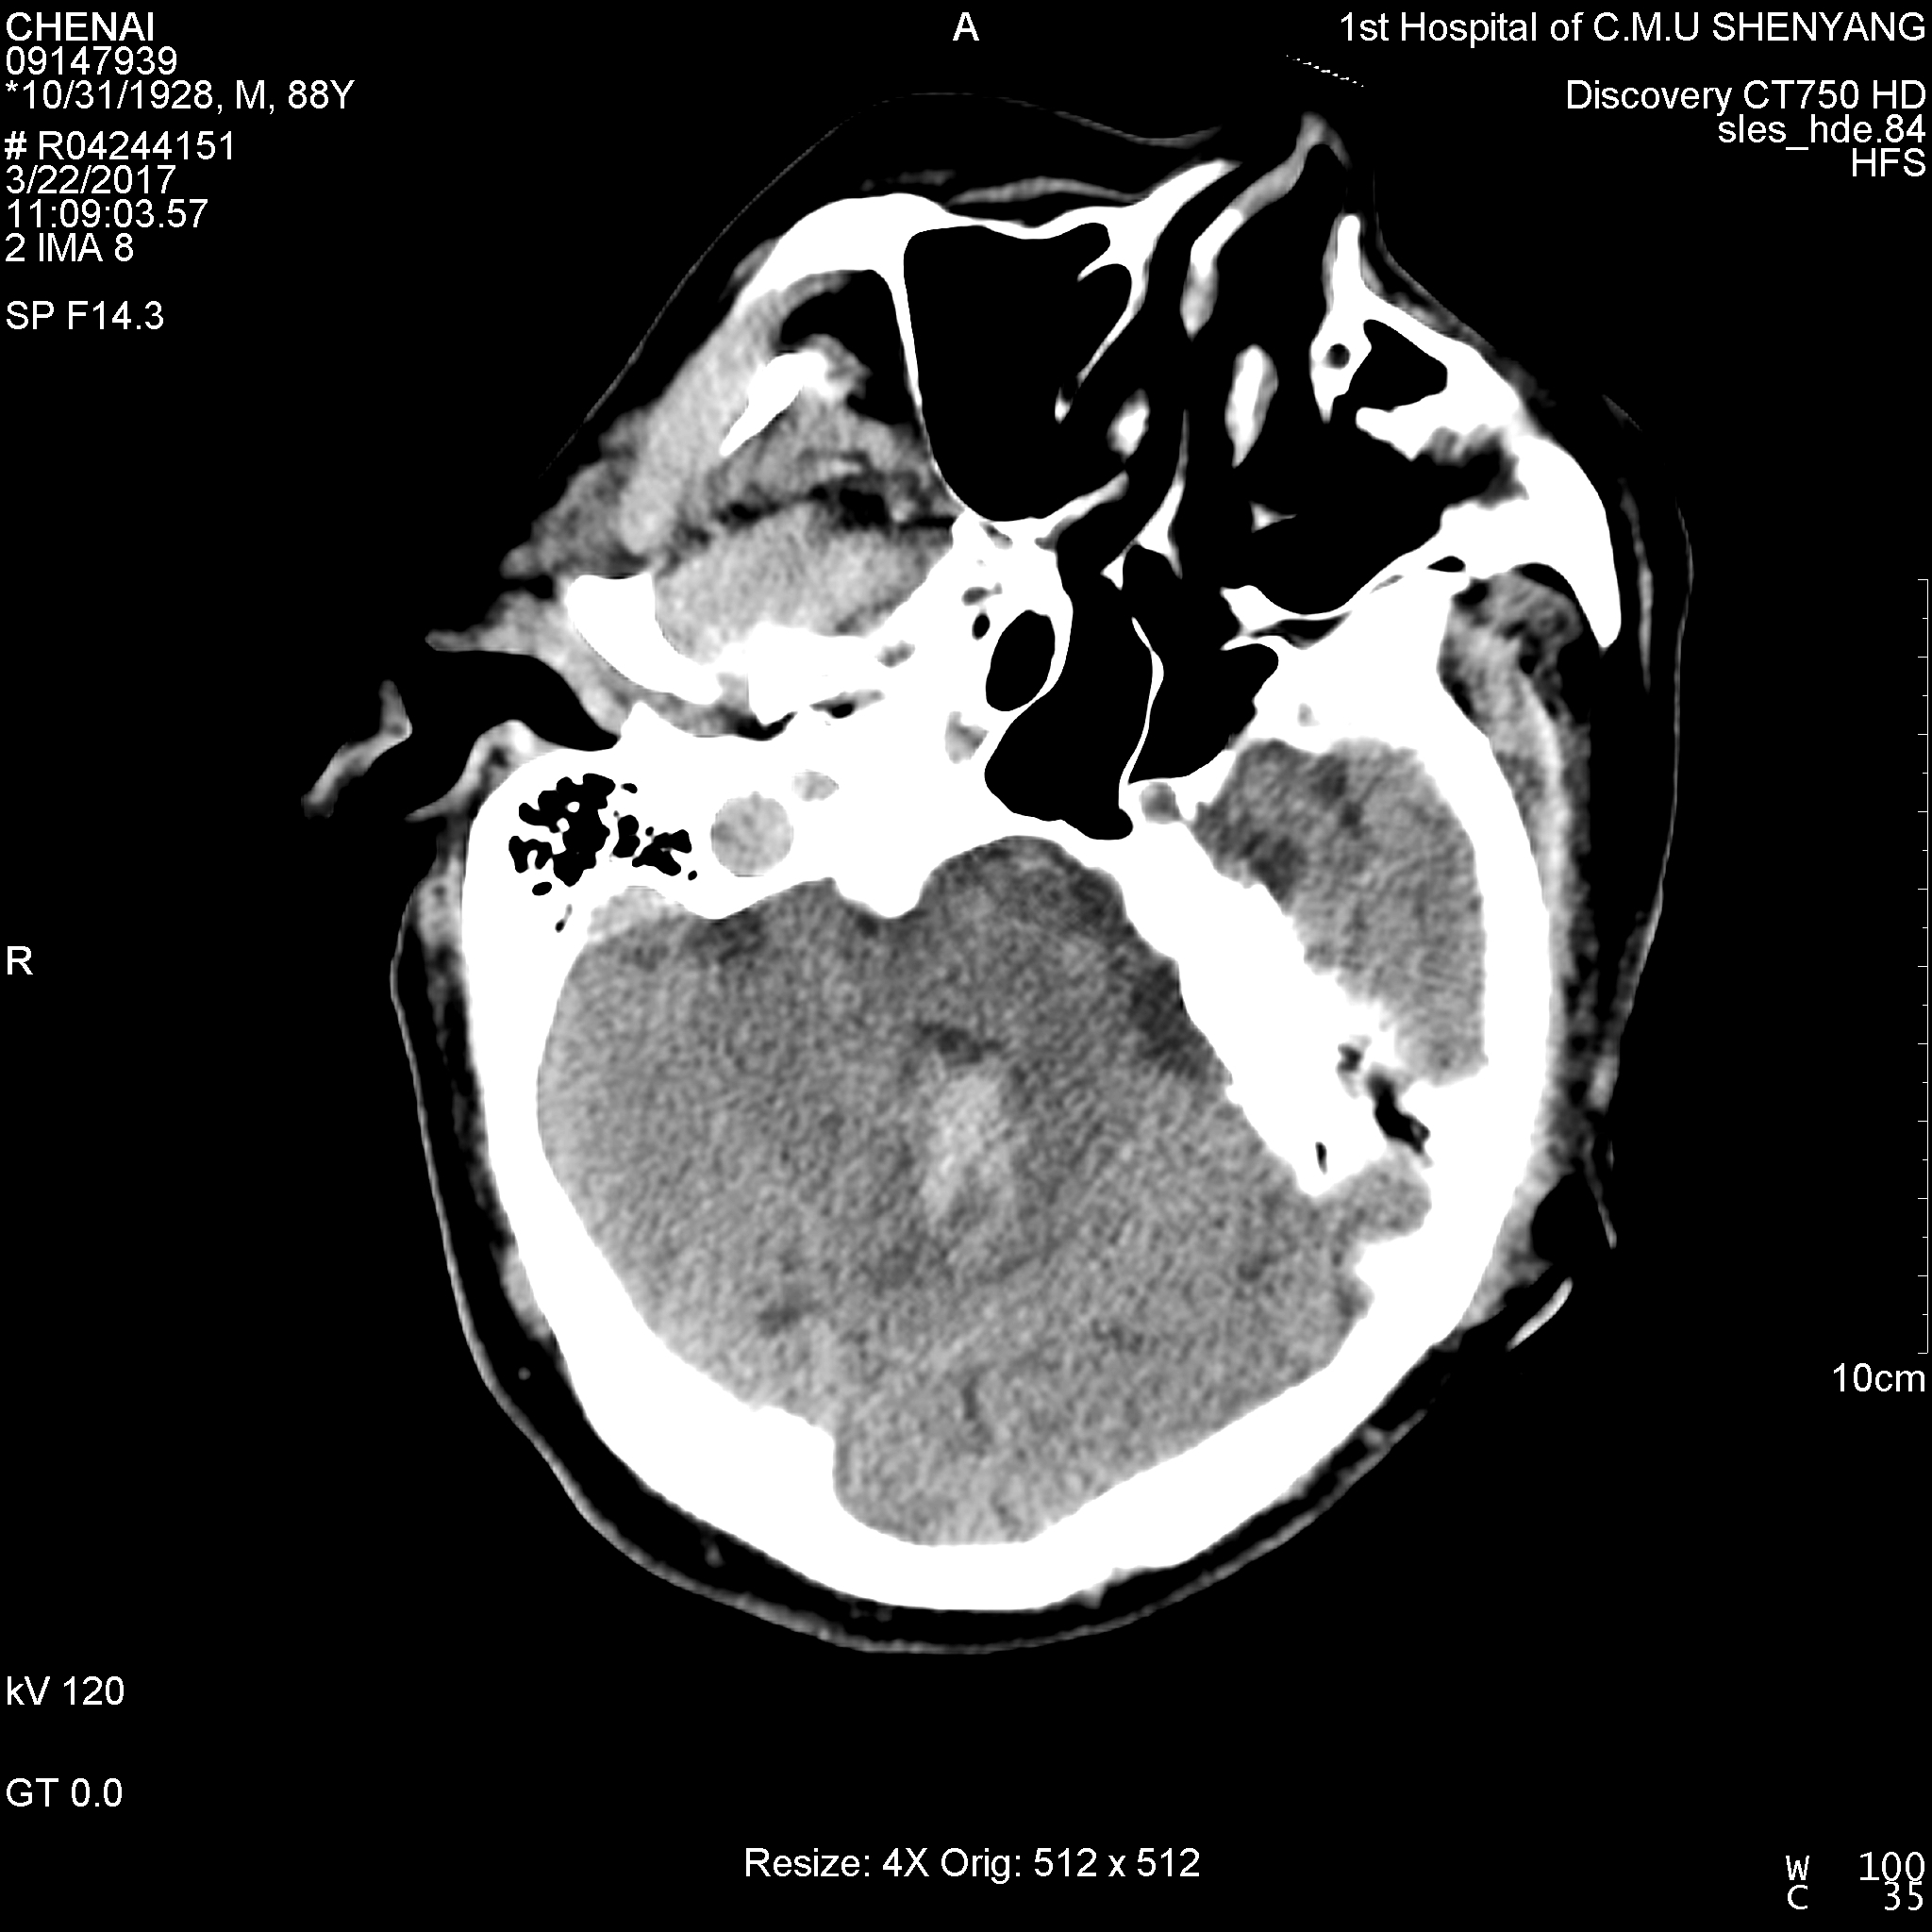 CHENAI
09147939
*10/31/1928, M, 88Y
# R04244151
3/22/2017
11:09:03.57
2 IMA 8
SP F14.3
A
1st Hospital of C.M.U SHENYANG
Discovery CT750 HD
sles_hde.84
HFS
R
10cm
kV 120
GT 0.0
Resize: 4X Orig: 512 x 512
W 100
C 35